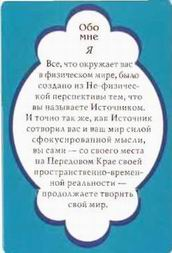 Обо
мне
Я
Все, что окружает вас
в физическом мире, было
создано из Не-физичес-
кой перспективы тем, что
вы называете Источником.
И точно так же, как Источник
сотворил вас и ваш мир силой
сфокусированной мысли,
вы сами — со своего места
на Передовом Крае своей
пространственно-времен-
ной реальности —
продолжаете творить
свой мир.